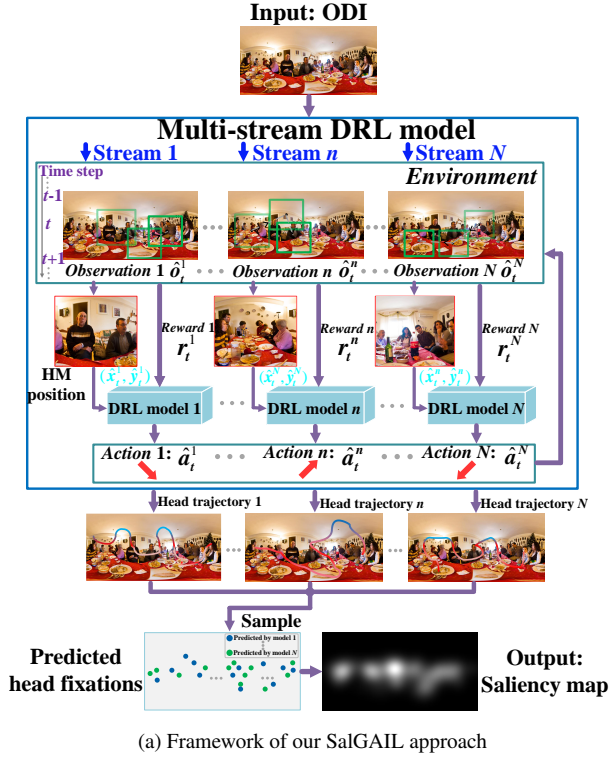 Input: ODI
Multi-stream DRL model
Stream 1
Stream n
Stream N
Time step
Environment
t-1
t
t+1
Observation 1 ô_t^1
Observation n ô_t^n
Observation N ô_t^N
Reward 1
r_t^1
Reward n
r_t^n
Reward N
r_t^N
HM position
(x̂_t^1, ŷ_t^1)
(x̂_t^N, ŷ_t^N)
(x̂_t^n, ŷ_t^n)
DRL model 1
DRL model n
DRL model N
Action 1: â_t^1
Action n: â_t^n
Action N: â_t^N
Head trajectory 1
Head trajectory n
Head trajectory N
Sample
Predicted by model 1
Predicted by model N
Predicted
head fixations
Output:
Saliency map
(a) Framework of our SalGAIL approach